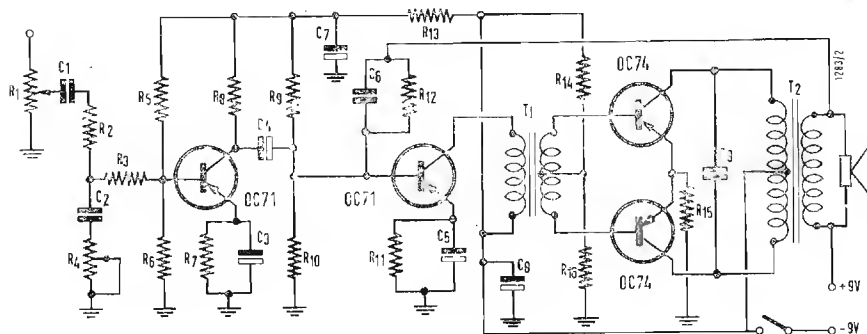 C7
R13
OC74
1283/2
R1
C1
R5
R8
R9
C6
R12
R14
T1
T2
R2
C4
R3
OC71
OC71
C2
R4
R6
R7
C3
R10
R11
C5
C8
R16
R15
OC74
+9V
-9V